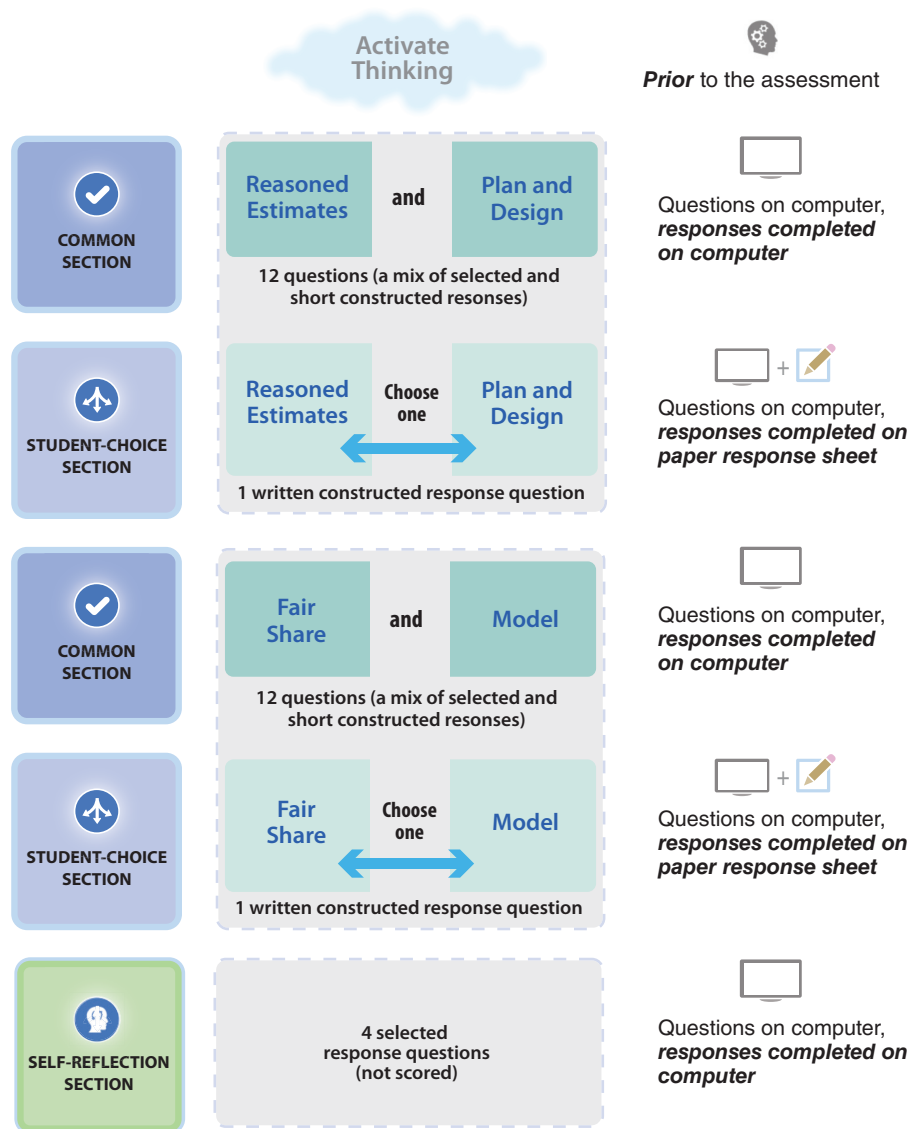 Activate
Thinking
Prior to the assessment
COMMON
SECTION
Reasoned
Estimates
and
Plan and
Design
12 questions (a mix of selected and
short constructed resonses)
Questions on computer,
responses completed
on computer
STUDENT-CHOICE
SECTION
Reasoned
Estimates
Choose
one
Plan and
Design
1 written constructed response question
+
Questions on computer,
responses completed on
paper response sheet
COMMON
SECTION
Fair
Share
and
Model
12 questions (a mix of selected and
short constructed resonses)
Questions on computer,
responses completed
on computer
STUDENT-CHOICE
SECTION
Fair
Share
Choose
one
Model
1 written constructed response question
+
Questions on computer,
responses completed on
paper response sheet
SELF-REFLECTION
SECTION
4 selected
response questions
(not scored)
Questions on computer,
responses completed on
computer